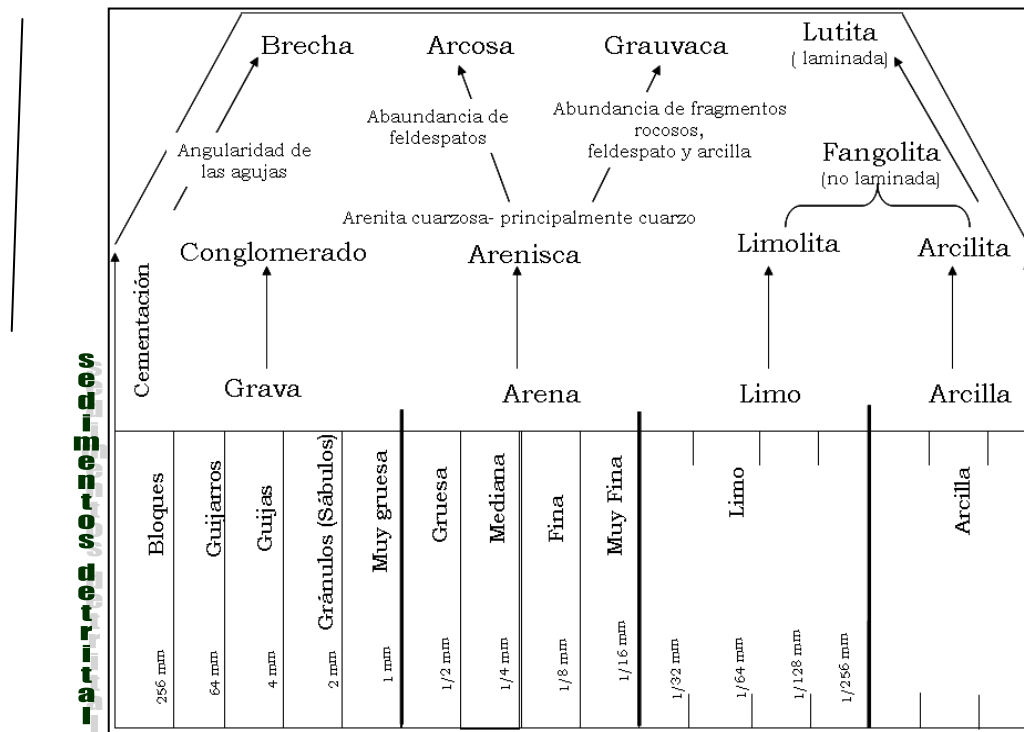 Brecha
Arcosa
Grauvaca
Lutita
( laminada)
Abaundancia de
feldespatos
Abundancia de fragmentos
rocosos,
feldespato y arcilla
Angularidad de
las agujas
Fangolita
(no laminada)
Arenita cuarzosa- principalmente cuarzo
Conglomerado
Arenisca
Limolita
Arcilita
Cementación
Grava
Arena
Limo
Arcilla
sedimentos detrital
Bloques
Guijarros
Guijas
Gránulos (Sábulos)
Muy gruesa
Gruesa
Mediana
Fina
Muy Fina
Limo
Arcilla
256 mm
64 mm
4 mm
2 mm
1 mm
1/2 mm
1/4 mm
1/8 mm
1/16 mm
1/32 mm
1/64 mm
1/128 mm
1/256 mm